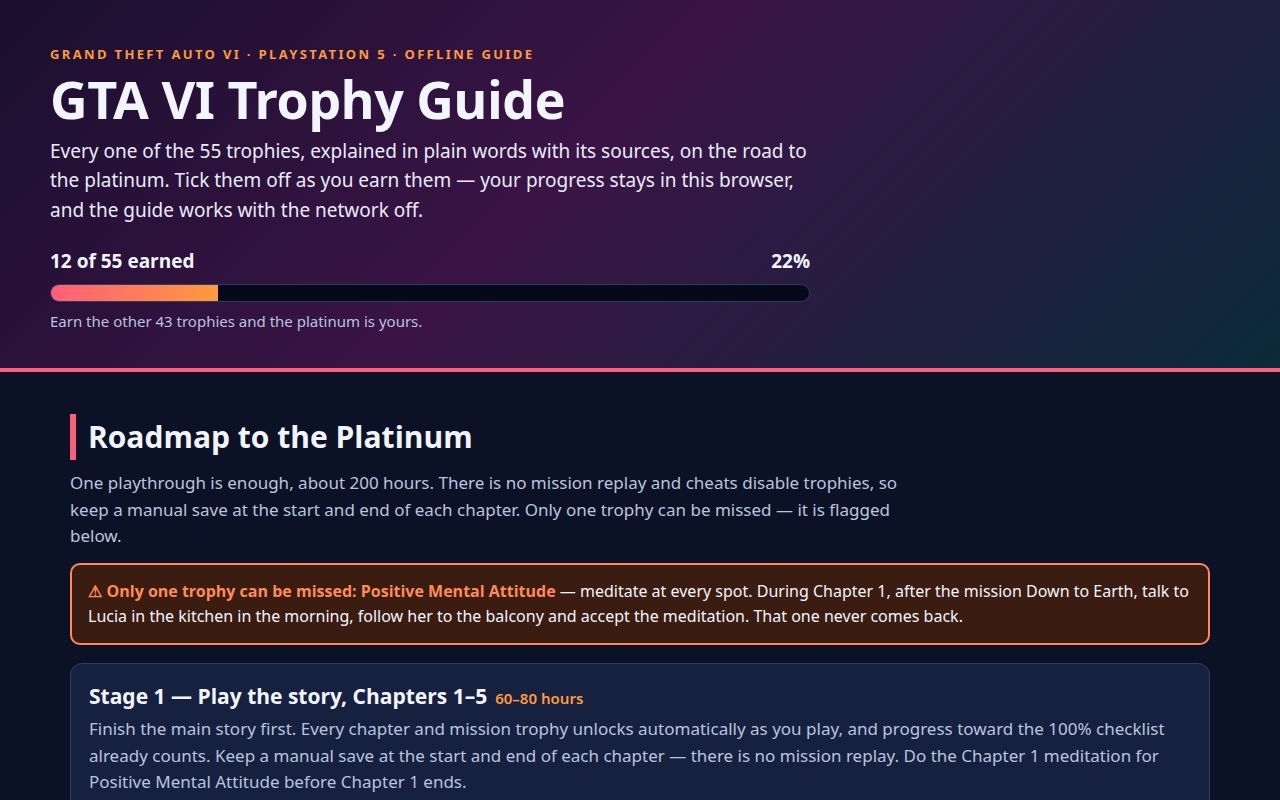 GRAND THEFT AUTO VI · PLAYSTATION 5 · OFFLINE GUIDE
GTA VI Trophy Guide
Every one of the 55 trophies, explained in plain words with its sources, on the road to
the platinum. Tick them off as you earn them — your progress stays in this browser,
and the guide works with the network off.
12 of 55 earned 22%
Earn the other 43 trophies and the platinum is yours.
Roadmap to the Platinum
One playthrough is enough, about 200 hours. There is no mission replay and cheats disable trophies, so
keep a manual save at the start and end of each chapter. Only one trophy can be missed — it is flagged
below.
⚠ Only one trophy can be missed: Positive Mental Attitude — meditate at every spot. During Chapter 1, after the mission Down to Earth, talk to
Lucia in the kitchen in the morning, follow her to the balcony and accept the meditation. That one never comes back.
Stage 1 — Play the story, Chapters 1–5 60–80 hours
Finish the main story first. Every chapter and mission trophy unlocks automatically as you play, and progress toward the 100% checklist
already counts. Keep a manual save at the start and end of each chapter — there is no mission replay. Do the Chapter 1 meditation for
Positive Mental Attitude before Chapter 1 ends.